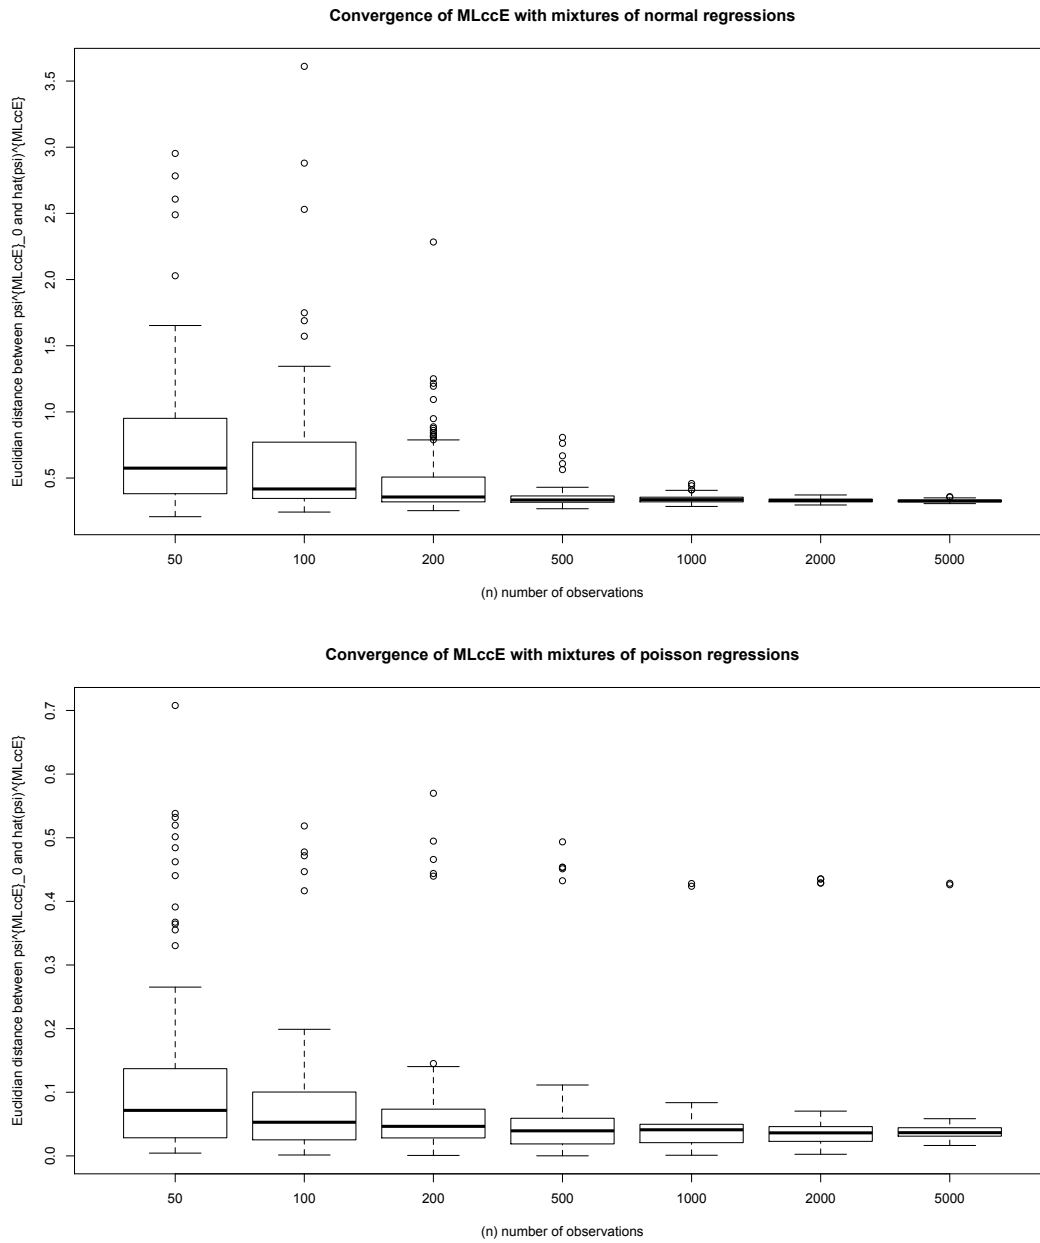 Convergence of MLccE with mixtures of normal regressions
Euclidian distance between psi^{MLccE}_0 and hat(psi)^{MLccE}
3.5
3.0
2.5
2.0
1.5
1.0
0.5
50 100 200 500 1000 2000 5000
(n) number of observations
Convergence of MLccE with mixtures of poisson regressions
Euclidian distance between psi^{MLccE}_0 and hat(psi)^{MLccE}
0.7
0.6
0.5
0.4
0.3
0.2
0.1
0.0
50 100 200 500 1000 2000 5000
(n) number of observations